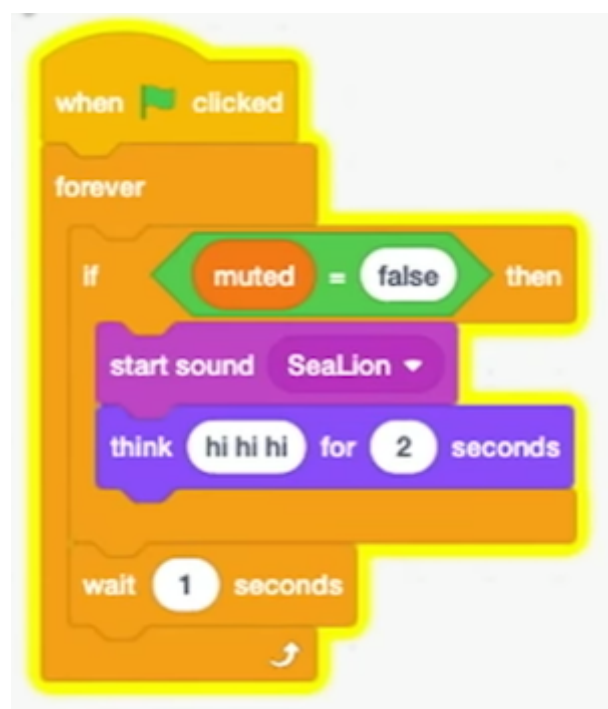 when clicked
forever
if muted = false then
start sound SeaLion
think hi hi hi for 2 seconds
wait 1 seconds